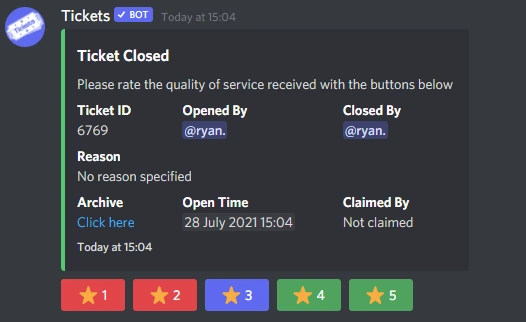 Tickets
Tickets ✓ BOT Today at 15:04
Ticket Closed
Please rate the quality of service received with the buttons below
Ticket ID Opened By Closed By
6769 @ryan. @ryan.
Reason
No reason specified
Archive Open Time Claimed By
Click here 28 July 2021 15:04 Not claimed
Today at 15:04
⭐ 1 ⭐ 2 ⭐ 3 ⭐ 4 ⭐ 5